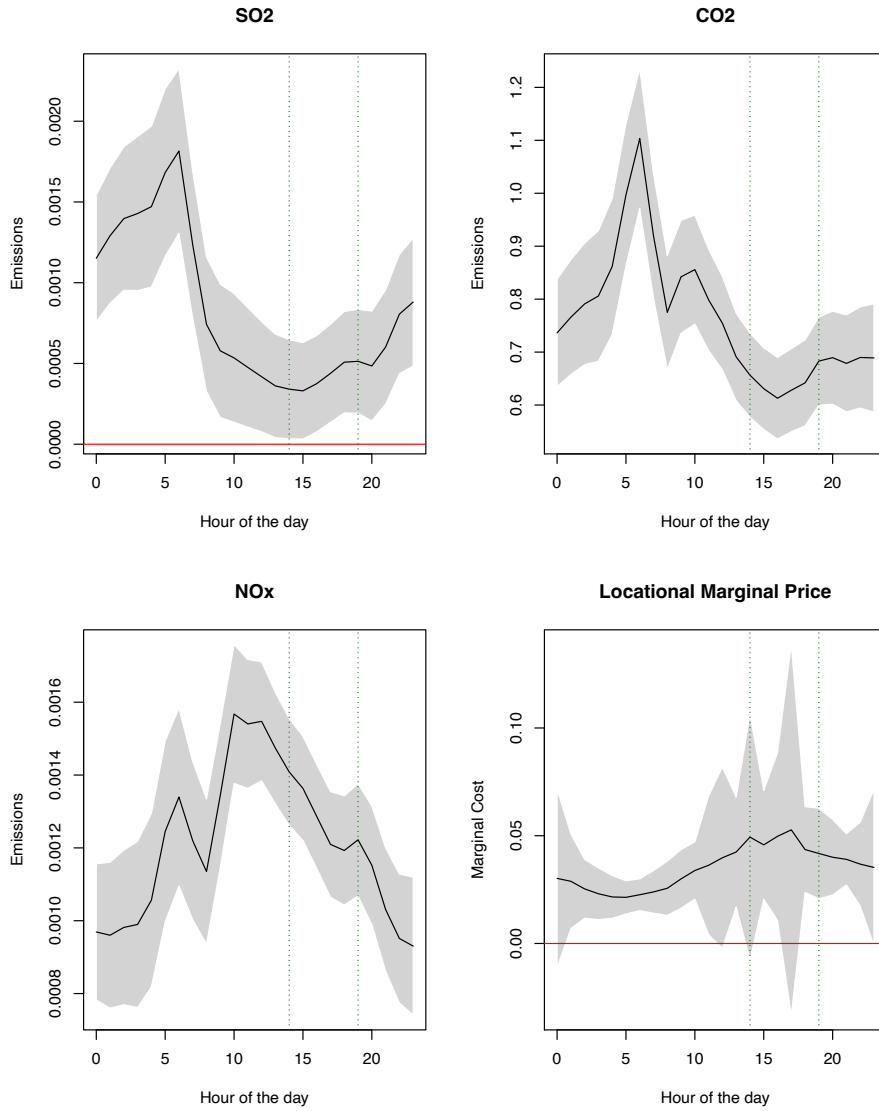 SO2
0.0020
0.0015
0.0010
0.0005
0.0000
Emissions
0 5 10 15 20
Hour of the day
CO2
1.2
1.1
1.0
0.9
0.8
0.7
0.6
Emissions
0 5 10 15 20
Hour of the day
NOx
0.0016
0.0014
0.0012
0.0010
0.0008
Emissions
0 5 10 15 20
Hour of the day
Locational Marginal Price
0.10
0.05
0.00
Marginal Cost
0 5 10 15 20
Hour of the day